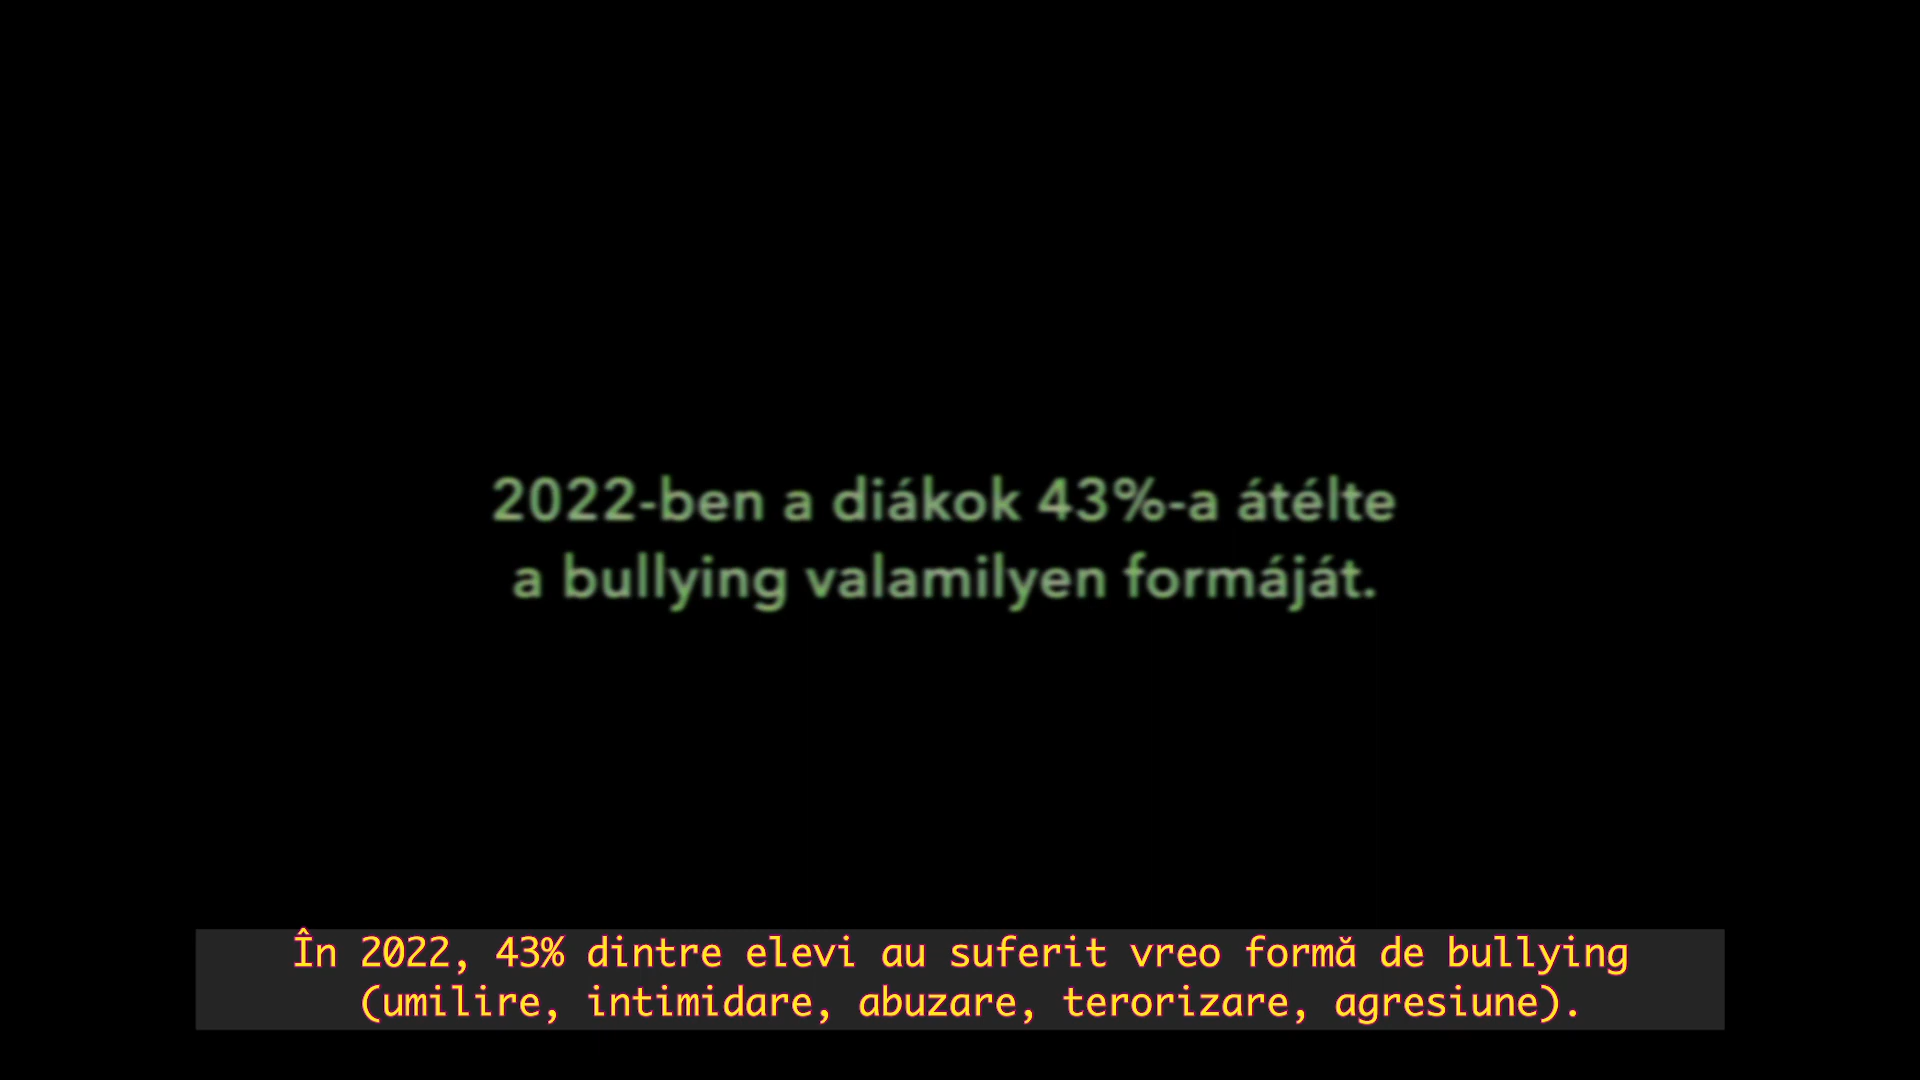 2022-ben a diákok 43%-a átélte
a bullying valamilyen formáját.
În 2022, 43% dintre elevi au suferit vreo formă de bullying
(umilire, intimidare, abuzare, terorizare, agresiune).